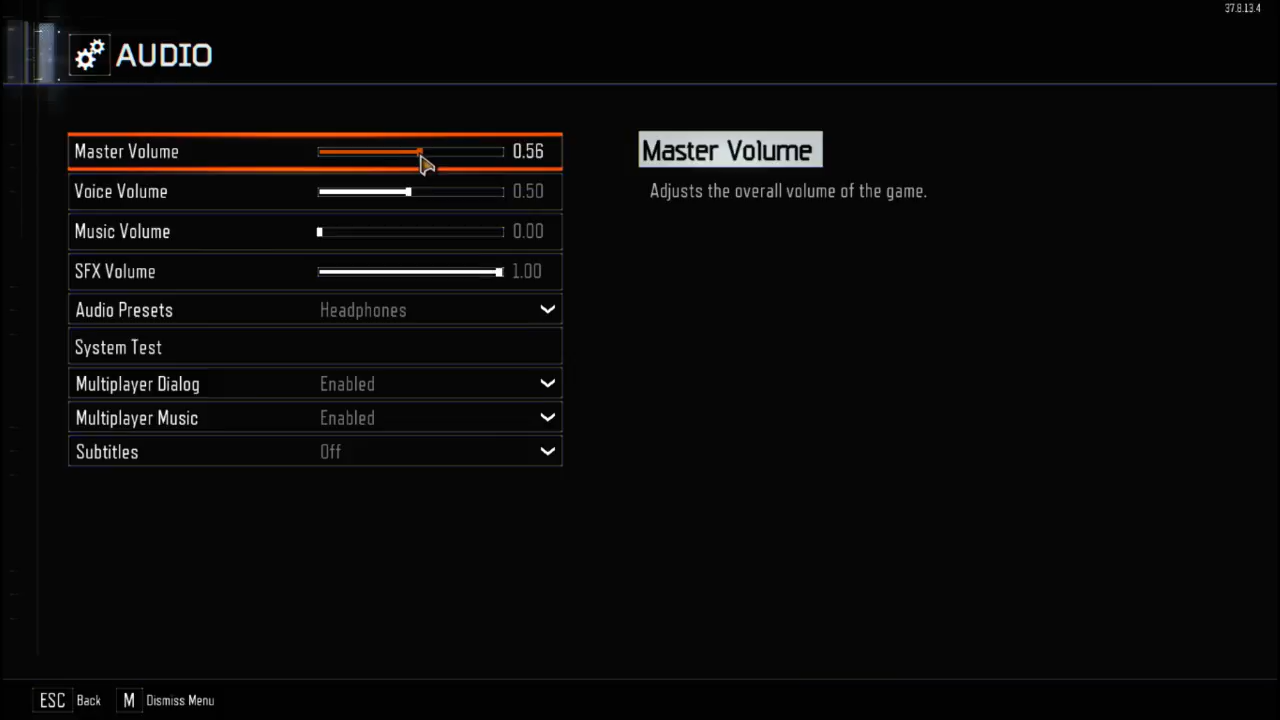 37.8.13.4
AUDIO
Master Volume 0.56
Voice Volume 0.50
Music Volume 0.00
SFX Volume 1.00
Audio Presets Headphones
System Test
Multiplayer Dialog Enabled
Multiplayer Music Enabled
Subtitles Off
Master Volume
Adjusts the overall volume of the game.
ESC Back M Dismiss Menu